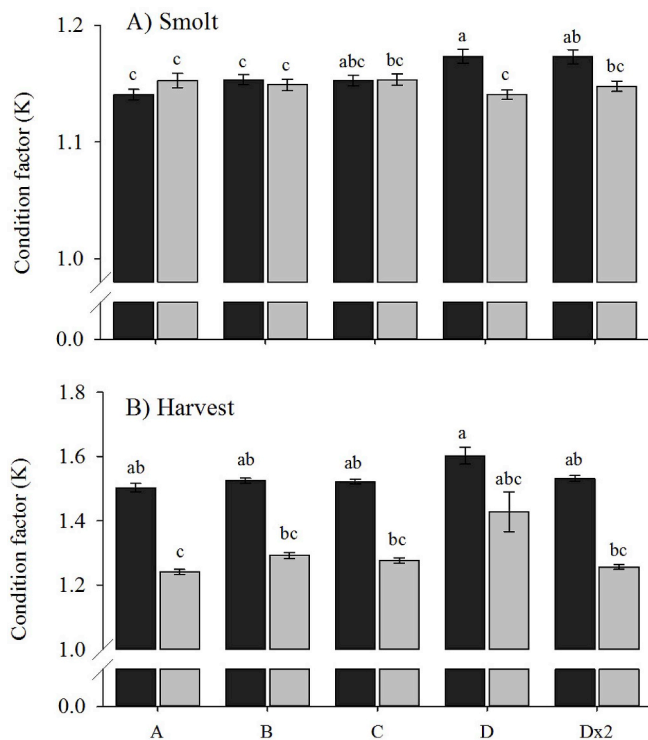 A) Smolt
1.2
1.1
1.0
0.0
Condition factor (K)
c c c c abc bc a c ab bc
B) Harvest
1.8
1.6
1.4
1.2
1.0
0.0
Condition factor (K)
ab c ab bc ab bc a abc ab bc
A B C D Dx2